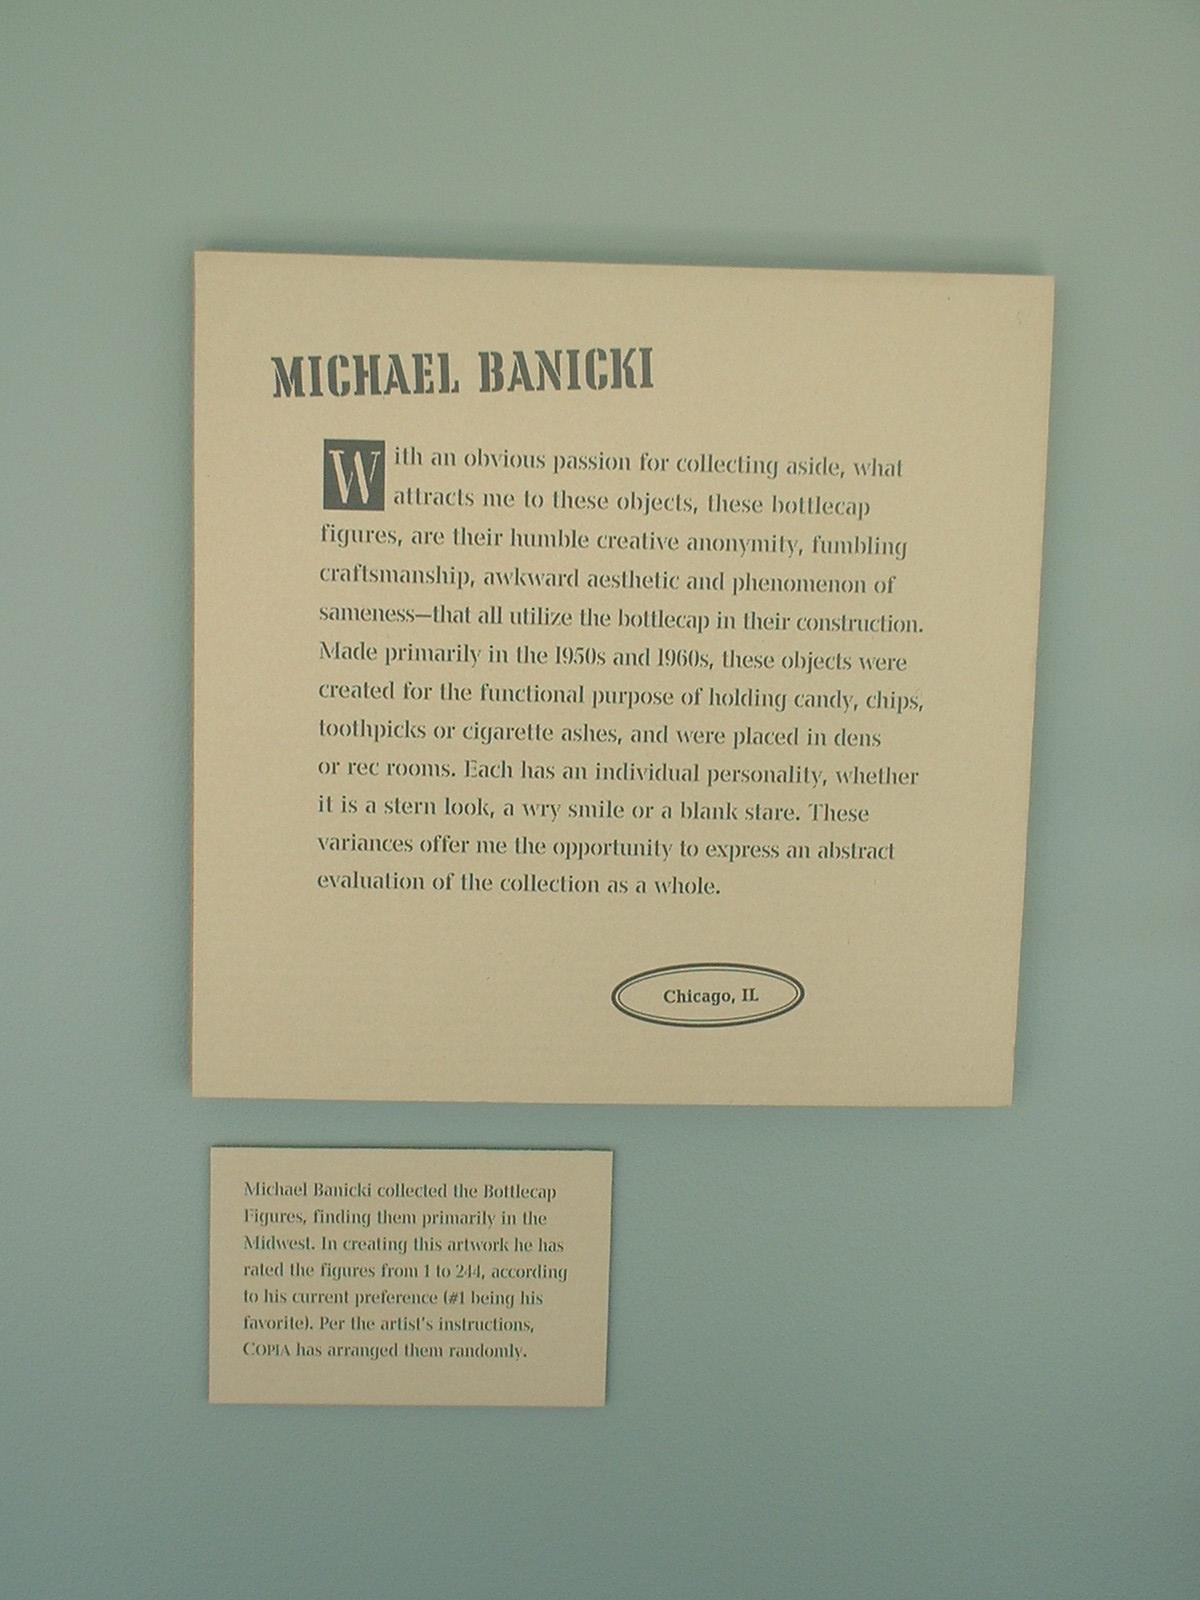 MICHAEL BANICKI
With an obvious passion for collecting aside, what
attracts me to these objects, these bottlecap
figures, are their humble creative anonymity, fumbling
craftsmanship, awkward aesthetic and phenomenon of
sameness—that all utilize the bottlecap in their construction.
Made primarily in the 1950s and 1960s, these objects were
created for the functional purpose of holding candy, chips,
toothpicks or cigarette ashes, and were placed in dens
or rec rooms. Each has an individual personality, whether
it is a stern look, a wry smile or a blank stare. These
variances offer me the opportunity to express an abstract
evaluation of the collection as a whole.
Chicago, IL
Michael Banicki collected the Bottlecap
Figures, finding them primarily in the
Midwest. In creating this artwork he has
rated the figures from 1 to 244, according
to his current preference (#1 being his
favorite). Per the artist's instructions,
COPIA has arranged them randomly.